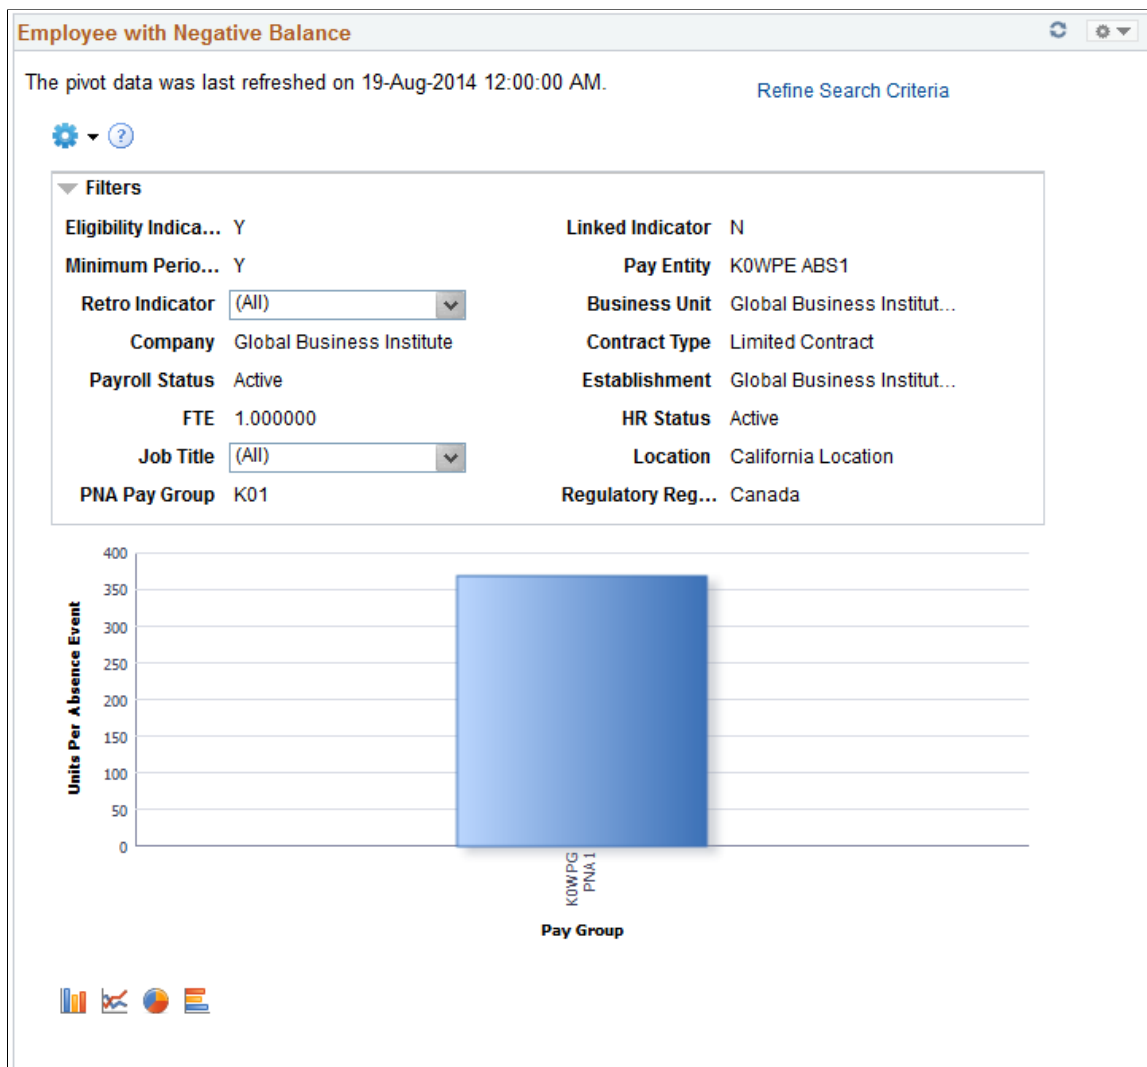 Employee with Negative Balance
The pivot data was last refreshed on 19-Aug-2014 12:00:00 AM.
Refine Search Criteria
?
Filters
Eligibility Indica... Y
Linked Indicator N
Minimum Perio... Y
Pay Entity K0WPE ABS1
Retro Indicator (All)
Business Unit Global Business Institut...
Company Global Business Institute
Contract Type Limited Contract
Payroll Status Active
Establishment Global Business Institut...
FTE 1.000000
HR Status Active
Job Title (All)
Location California Location
PNA Pay Group K01
Regulatory Reg... Canada
Units Per Absence Event
400
350
300
250
200
150
100
50
0
K0WPG
PNA1
Pay Group